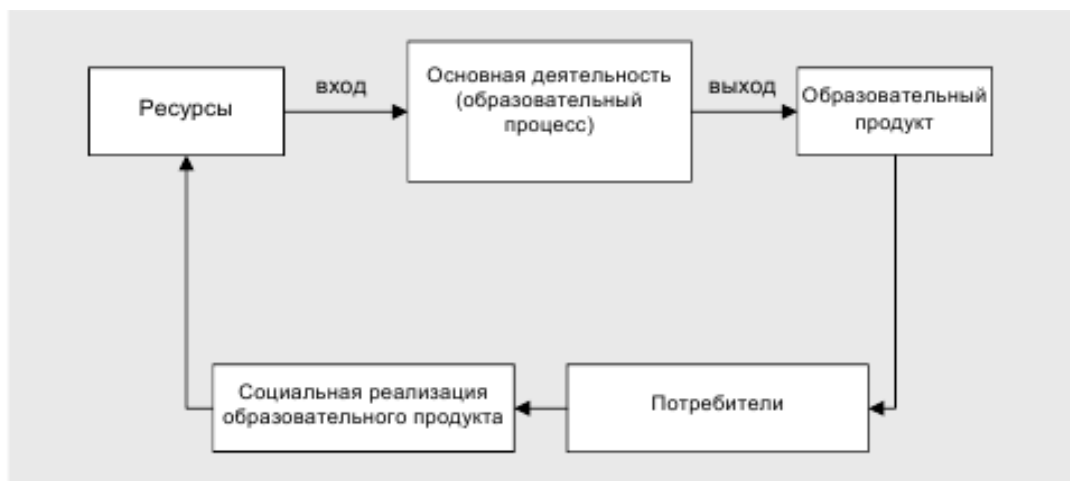 Ресурсы
вход
Основная деятельность
(образовательный
процесс)
выход
Образовательный
продукт
Социальная реализация
образовательного продукта
Потребители